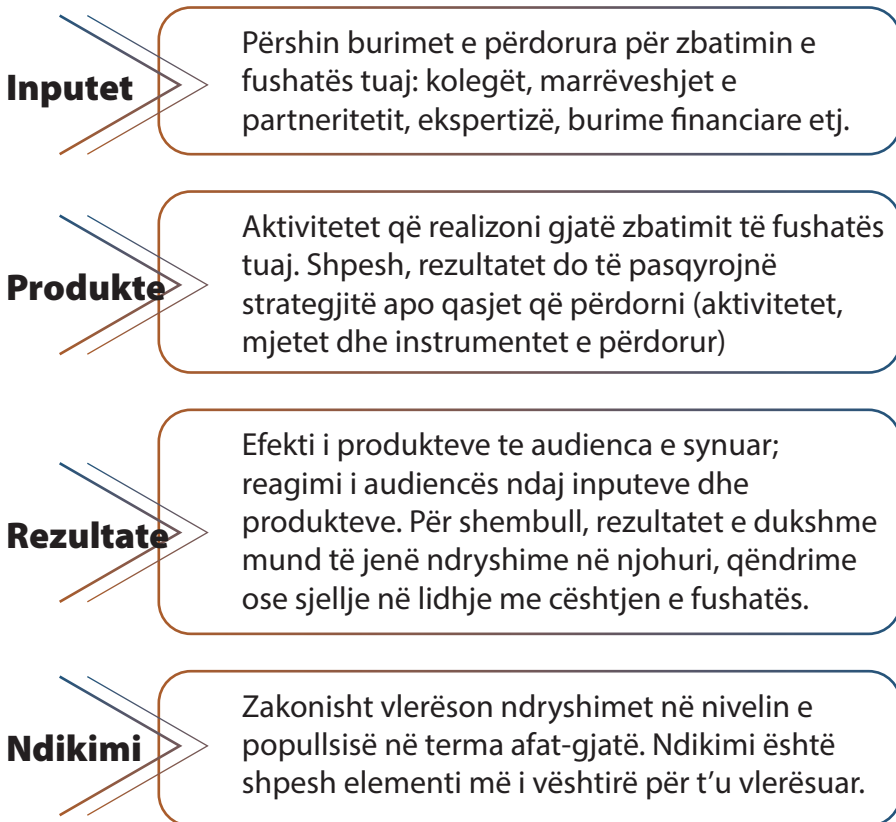 Inputet
Përshin burimet e përdorura për zbatimin e
fushatës tuaj: kolegët, marrëveshjet e
partneritetit, ekspertizë, burime financiare etj.
Produkte
Aktivitetet që realizoni gjatë zbatimit të fushatës
tuaj. Shpesh, rezultatet do të pasqyrojnë
strategjitë apo qasjet që përdorni (aktivitetet,
mjetet dhe instrumentet e përdorur)
Rezultate
Efekti i produkteve te audienca e synuar;
reagimi i audiencës ndaj inputeve dhe
produkteve. Për shembull, rezultatet e dukshme
mund të jenë ndryshime në njohuri, qëndrime
ose sjellje në lidhje me cështjen e fushatës.
Ndikimi
Zakonisht vlerëson ndryshimet në nivelin e
popullsisë në terma afat-gjatë. Ndikimi është
shpesh elementi më i vështirë për t’u vlerësuar.